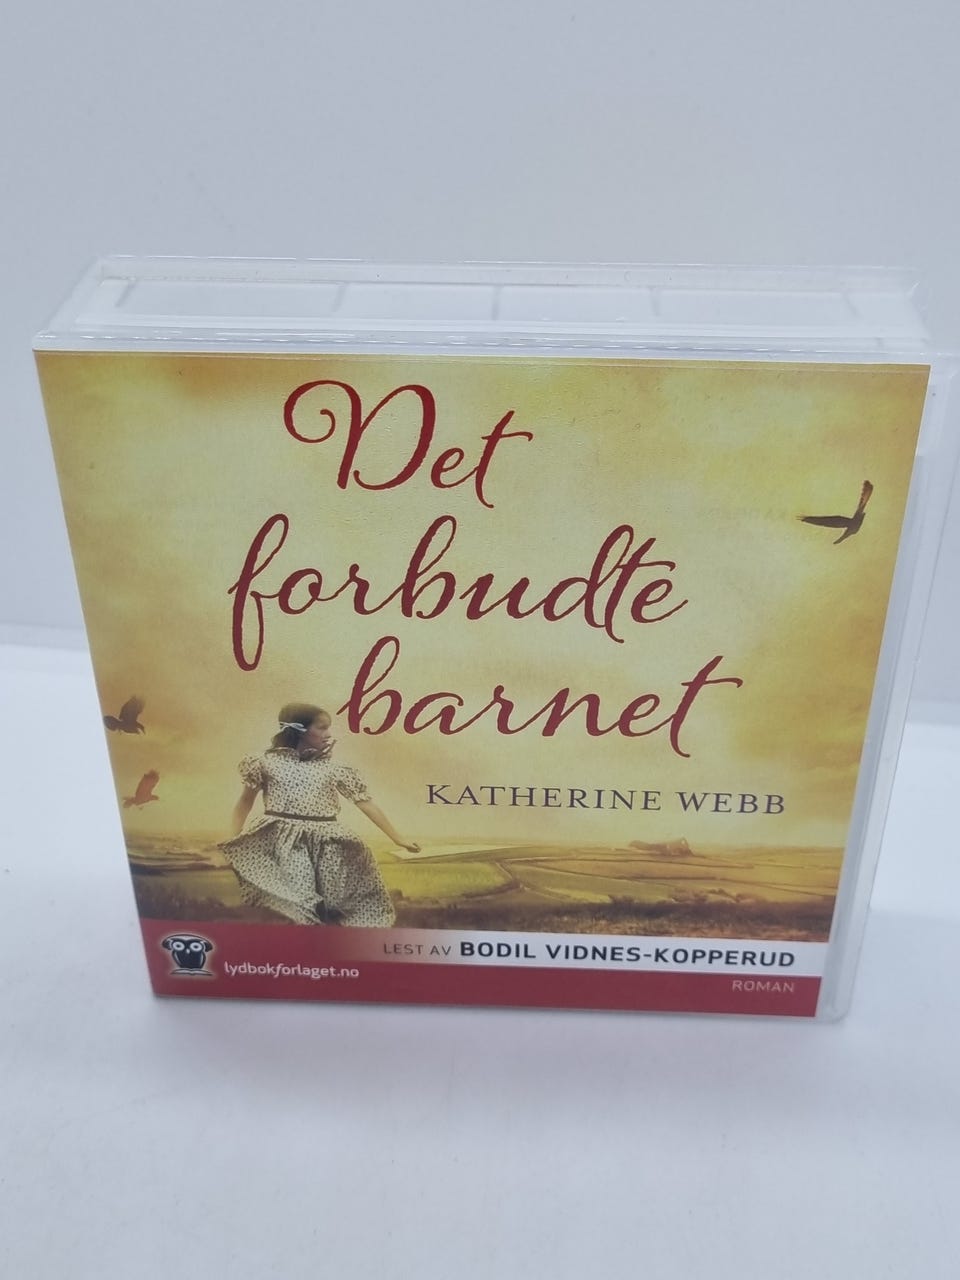 Det
forbudte
barnet
KATHERINE WEBB
LEST AV BODIL VIDNES-KOPPERUD
lydbokforlaget.no
ROMAN